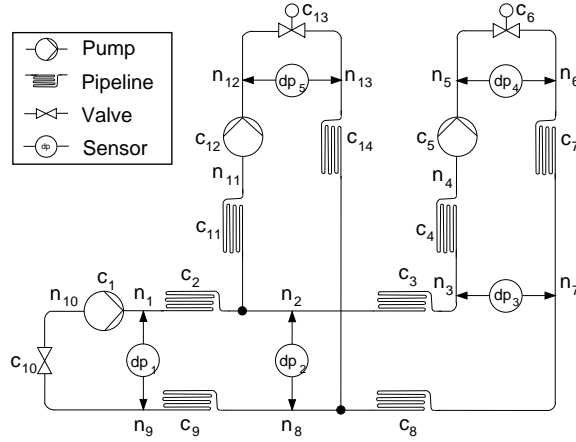 Pump
Pipeline
Valve
dp Sensor
c13
n12 dp5 n13
c12
c14
n11
c11
c6
n5 dp4 n6
c5
c7
n4
c4
n3 dp3 n7
c1
n10 n1 c2 n2 c3
c10 dp1 dp2
n9 c9 n8 c8